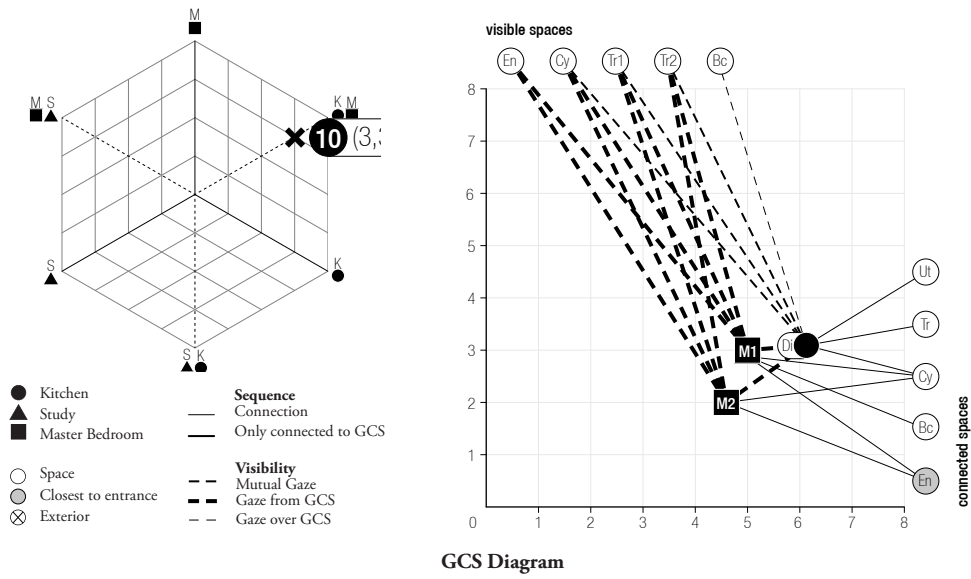 M
M S
K M
10 (3,3
S
K
S K
Kitchen
Study
Master Bedroom
Space
Closest to entrance
Exterior
Sequence
Connection
Only connected to GCS
Visibility
Mutual Gaze
Gaze from GCS
Gaze over GCS
visible spaces
En Cy Tr1 Tr2 Bc
8
7
6
5
4
3
2
1
0 1 2 3 4 5 6 7 8
M1
M2
Di
Ut
Tr
Cy
Bc
En
connected spaces
GCS Diagram